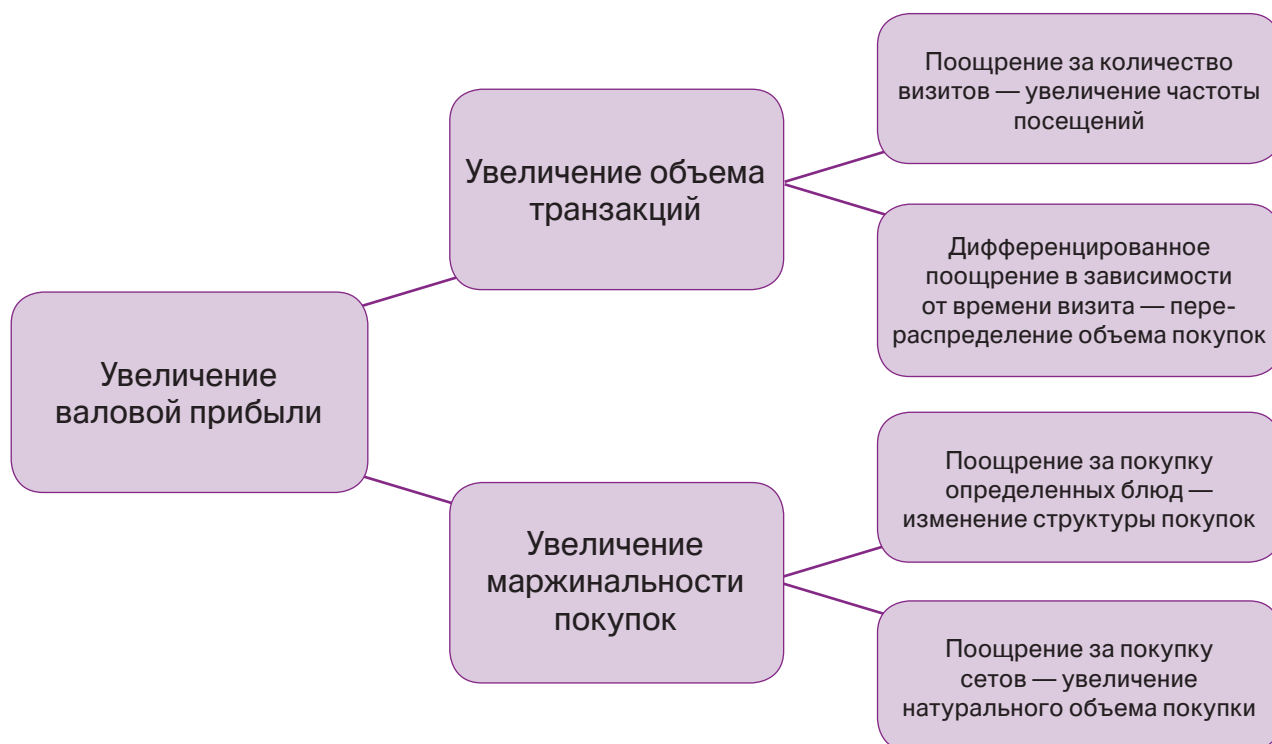 Поощрение за количество
визитов — увеличение частоты
посещений
Увеличение объема
транзакций
Дифференцированное
поощрение в зависимости
от времени визита — пере-
распределение объема покупок
Увеличение
валовой прибыли
Поощрение за покупку
определенных блюд —
изменение структуры покупок
Увеличение
маржинальности
покупок
Поощрение за покупку
сетов — увеличение
натурального объема покупки